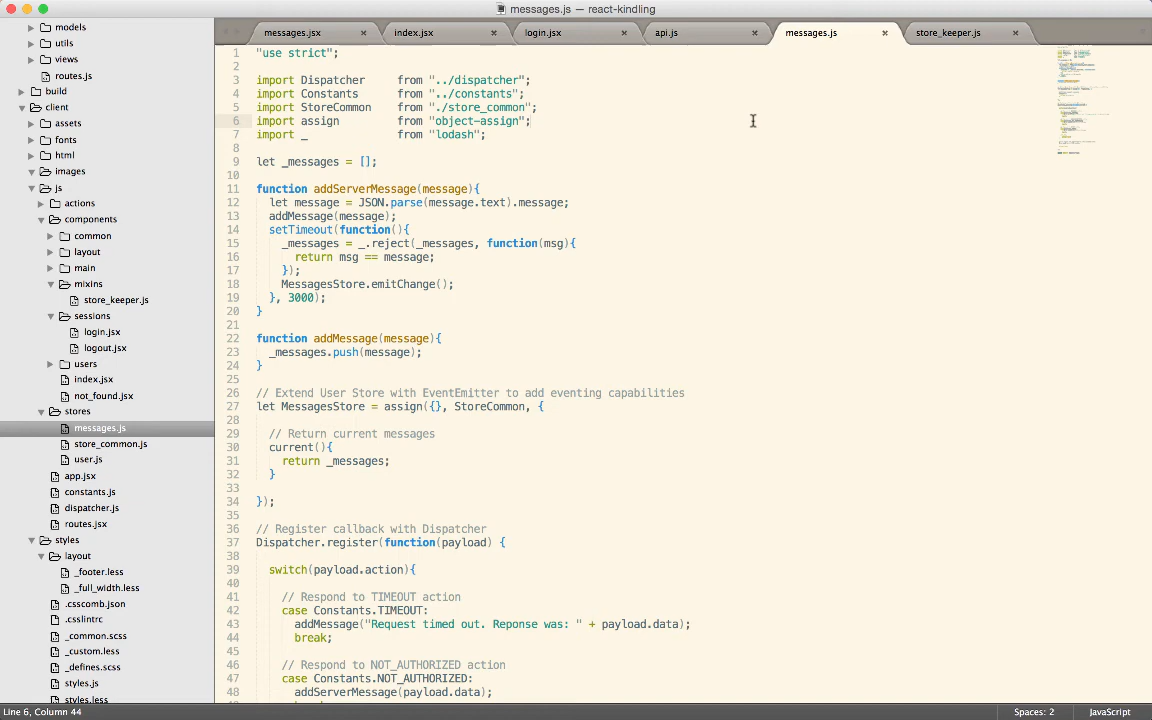 messages.js — react-kindling
models
utils
views
routes.js
build
client
assets
fonts
html
images
js
actions
components
common
layout
main
mixins
store_keeper.js
sessions
login.jsx
logout.jsx
users
index.jsx
not_found.jsx
stores
messages.js
store_common.js
user.js
app.jsx
constants.js
dispatcher.js
routes.jsx
styles
layout
_footer.less
_full_width.less
.csscomb.json
.csslintrc
_common.scss
_custom.less
_defines.scss
styles.js
styles.less
messages.jsx × index.jsx × login.jsx × api.js × messages.js × store_keeper.js ×
1 "use strict";
2
3 import Dispatcher     from "../dispatcher";
4 import Constants      from "../constants";
5 import StoreCommon    from "./store_common";
6 import assign         from "object-assign";
7 import _              from "lodash";
8
9 let _messages = [];
10
11 function addServerMessage(message){
12   let message = JSON.parse(message.text).message;
13   addMessage(message);
14   setTimeout(function(){
15     _messages = _.reject(_messages, function(msg){
16       return msg == message;
17     });
18     MessagesStore.emitChange();
19   }, 3000);
20 }
21
22 function addMessage(message){
23   _messages.push(message);
24 }
25
26 // Extend User Store with EventEmitter to add eventing capabilities
27 let MessagesStore = assign({}, StoreCommon, {
28
29   // Return current messages
30   current(){
31     return _messages;
32   }
33
34 });
35
36 // Register callback with Dispatcher
37 Dispatcher.register(function(payload) {
38
39   switch(payload.action){
40
41     // Respond to TIMEOUT action
42     case Constants.TIMEOUT:
43       addMessage("Request timed out. Reponse was: " + payload.data);
44       break;
45
46     // Respond to NOT_AUTHORIZED action
47     case Constants.NOT_AUTHORIZED:
48       addServerMessage(payload.data);
Line 6, Column 44
Spaces: 2
JavaScript